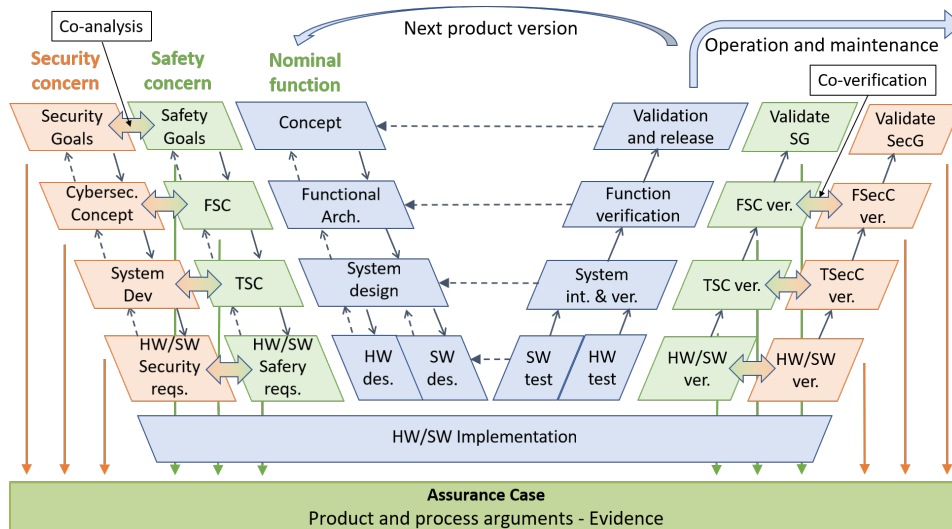 Co-analysis
Next product version
Operation and maintenance
Security
concern
Safety
concern
Nominal
function
Co-verification
Security
Goals
Safety
Goals
Concept
Validation
and release
Validate
SG
Validate
SecG
Cybersec.
Concept
FSC
Functional
Arch.
Function
verification
FSC ver.
FSecC
ver.
System
Dev
TSC
System
design
System
int. & ver.
TSC ver.
TSecC
ver.
HW/SW
Security
reqs.
HW/SW
Safery
reqs.
HW
des.
SW
des.
SW
test
HW
test
HW/SW
ver.
HW/SW
ver.
HW/SW Implementation
Assurance Case
Product and process arguments - Evidence